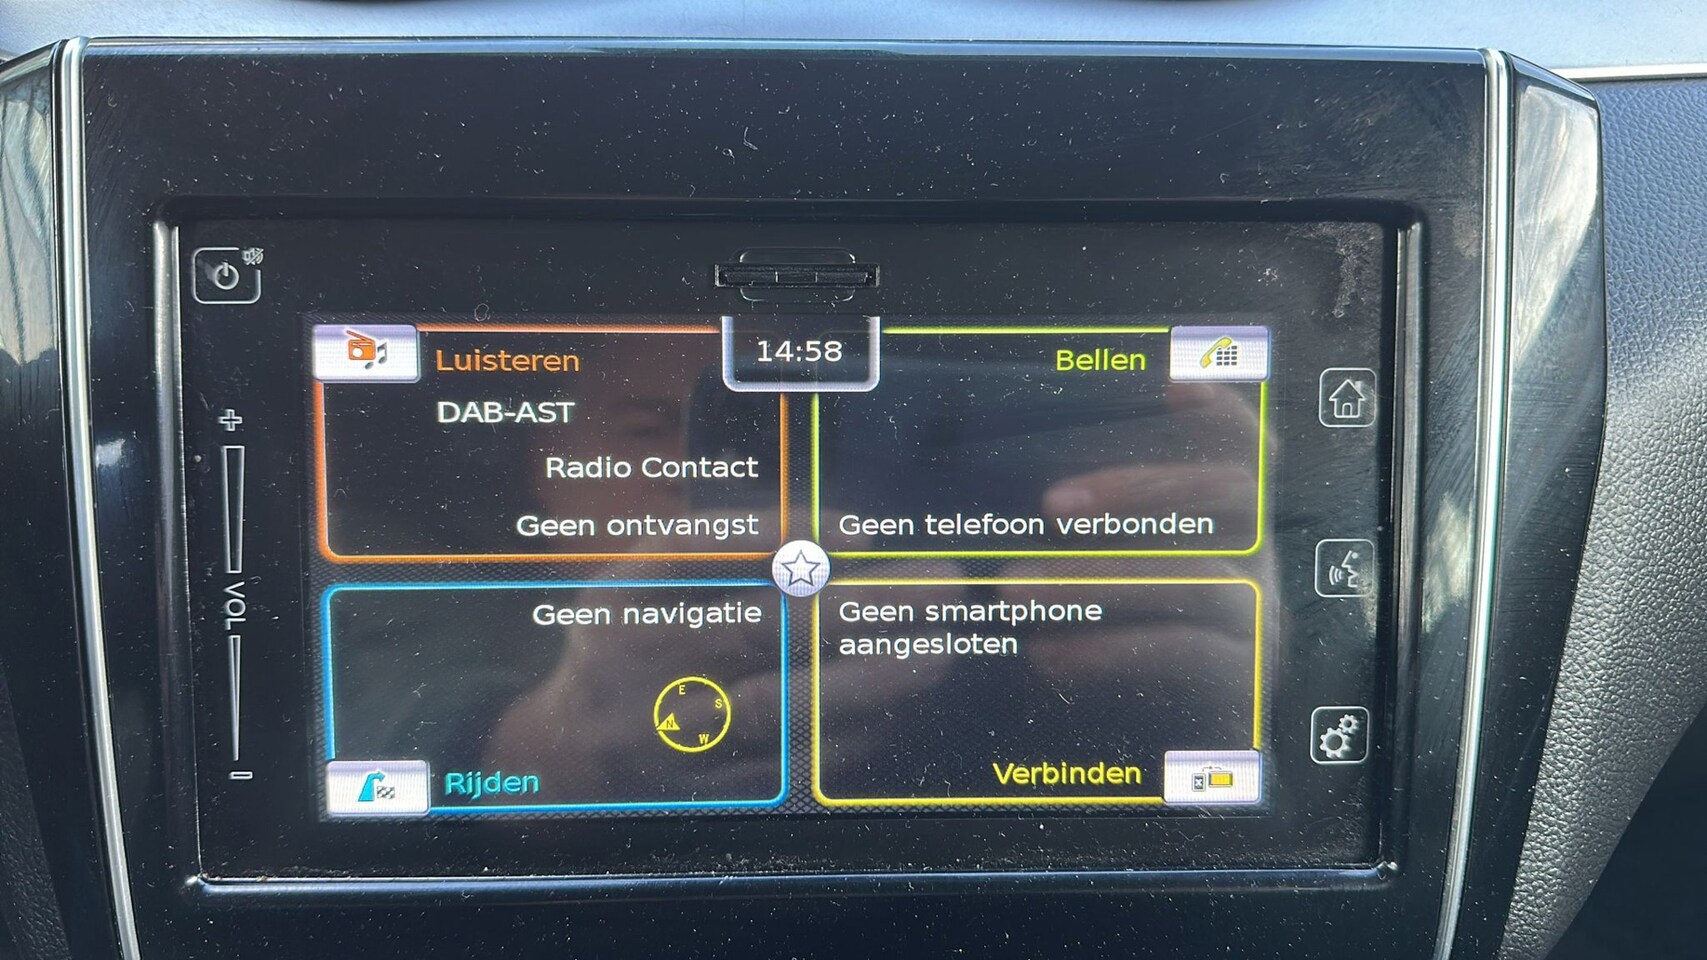 14:58
Luisteren
DAB-AST
Radio Contact
Geen ontvangst
Bellen
Geen telefoon verbonden
VOL
Geen navigatie
E
S
N
W
Rijden
Geen smartphone
aangesloten
Verbinden